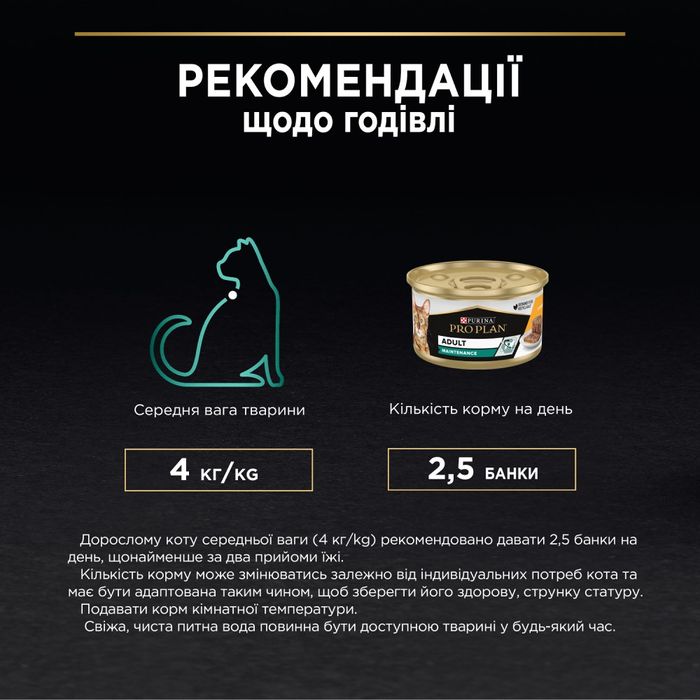 РЕКОМЕНДАЦІЇ
щодо годівлі
PURINA
PRO PLAN
ADULT
MAINTENANCE
Середня вага тварини
Кількість корму на день
4 КГ/KG
2,5 БАНКИ
Дорослому коту середньої ваги (4 кг/kg) рекомендовано давати 2,5 банки на
день, щонайменше за два прийоми їжі.
Кількість корму може змінюватись залежно від індивідуальних потреб кота та
має бути адаптована таким чином, щоб зберегти його здорову, струнку статуру.
Подавати корм кімнатної температури.
Свіжа, чиста питна вода повинна бути доступною тварині у будь-який час.